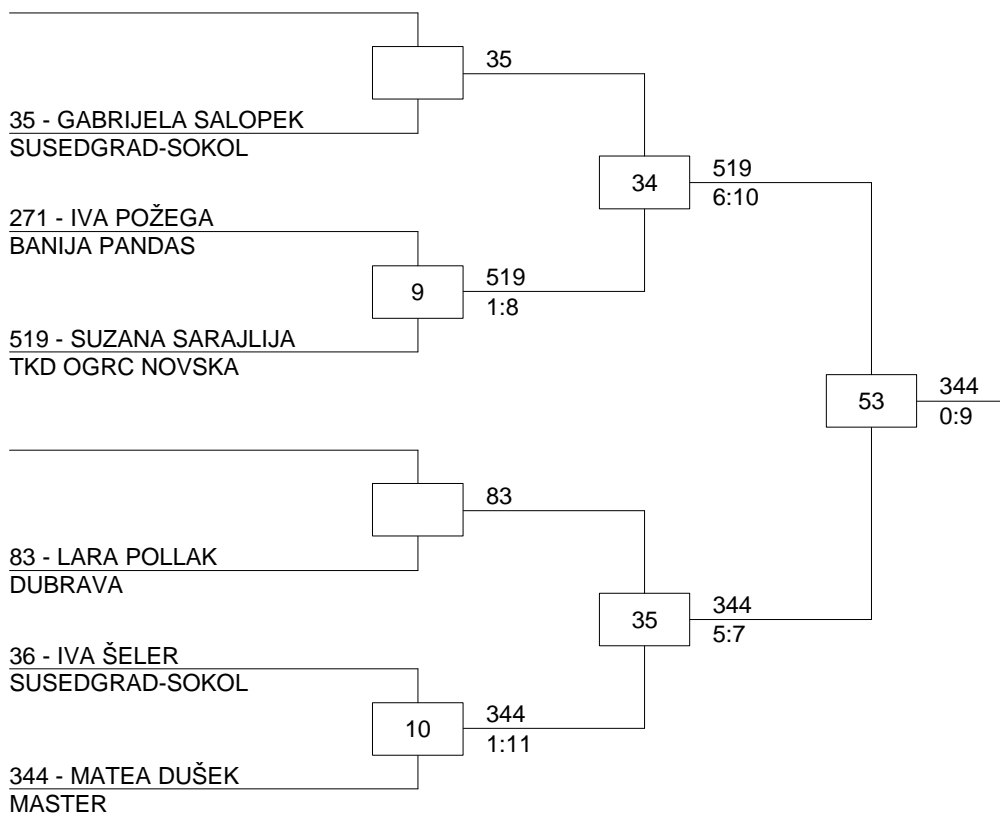 35
35 - GABRIJELA SALOPEK
SUSEDGRAD-SOKOL
34
519
6:10
271 - IVA POŽEGA
BANIJA PANDAS
9
519
1:8
519 - SUZANA SARAJLIJA
TKD OGRC NOVSKA
53
344
0:9
83
83 - LARA POLLAK
DUBRAVA
35
344
5:7
36 - IVA ŠELER
SUSEDGRAD-SOKOL
10
344
1:11
344 - MATEA DUŠEK
MASTER